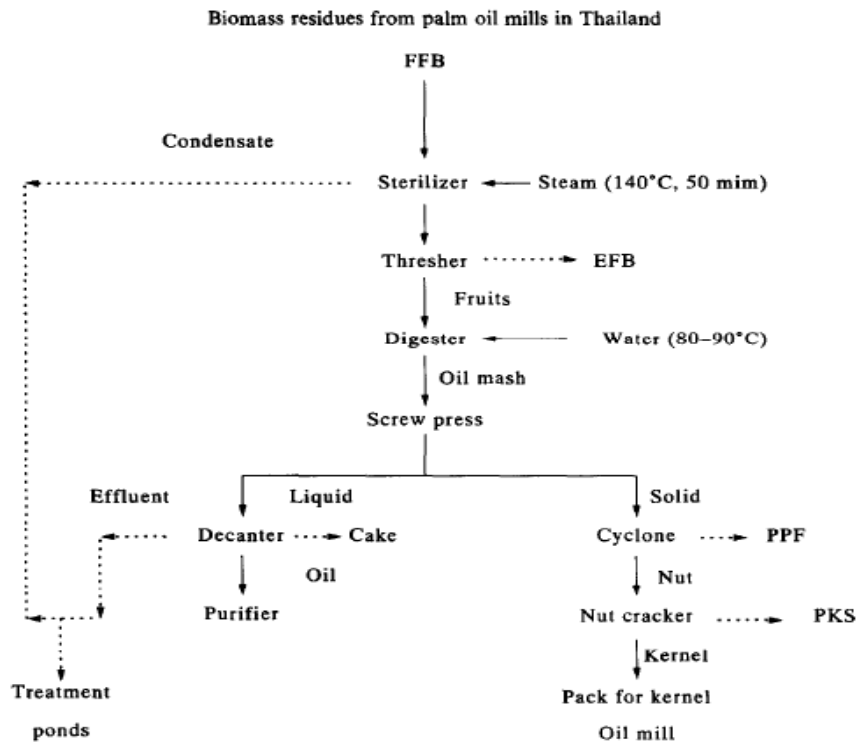 Biomass residues from palm oil mills in Thailand
FFB
Condensate
Sterilizer
Steam (140°C, 50 mim)
Thresher
EFB
Fruits
Digester
Water (80–90°C)
Oil mash
Screw press
Effluent
Liquid
Solid
Decanter
Cake
Cyclone
PPF
Oil
Nut
Purifier
Nut cracker
PKS
Kernel
Treatment
ponds
Pack for kernel
Oil mill